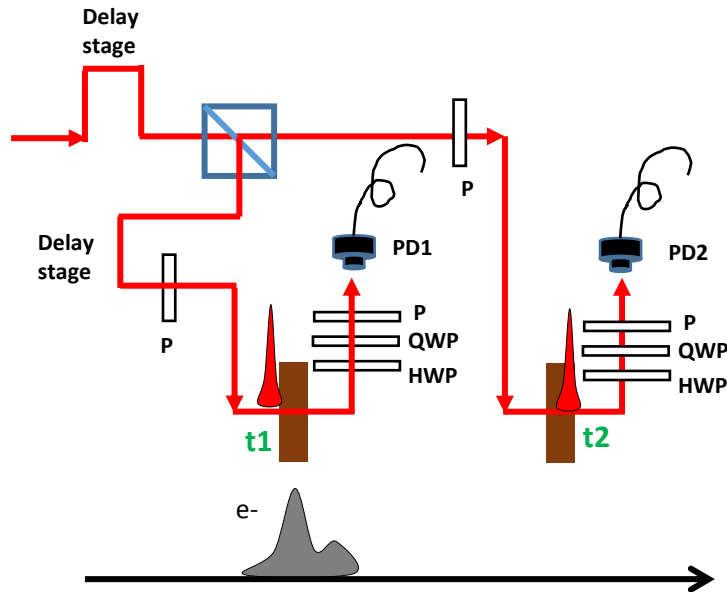 Delay
stage
P
Delay
stage
PD1
PD2
P
P
QWP
HWP
P
QWP
HWP
t1
t2
e-